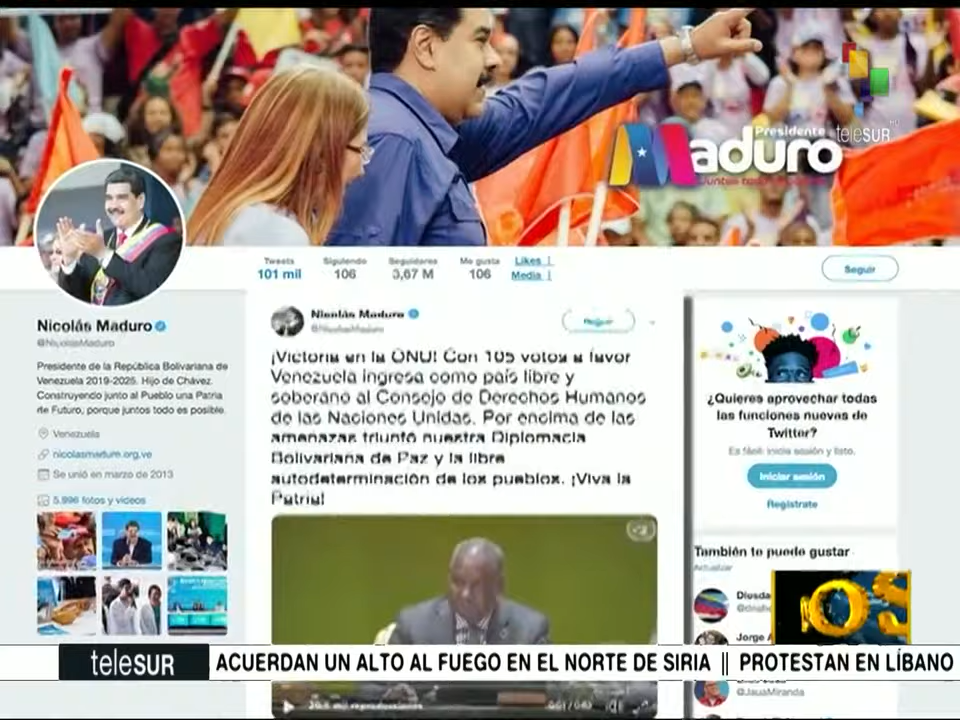 Presidente
Maduro
teleSUR
HD
Tweets
101 mil
Siguiendo
106
Seguidores
3,67 M
Me gusta
106
Likes
Media
Seguir
Nicolás Maduro
@NicolasMaduro
Presidente de la República Bolivariana de
Venezuela 2019-2025. Hijo de Chávez.
Construyendo junto al Pueblo una Patria
de Futuro, porque juntos todo es posible.
Venezuela
nicolasmadum.org.ve
Se unió en marzo de 2013
5.996 fotos y videos
Nicolás Maduro
@NicolasMaduro
Seguir
¡Victoria en la ONU! Con 105 votos a favor
Venezuela ingresa como país libre y
soberano al Consejo de Derechos Humanos
de las Naciones Unidas. Por encima de las
amenazas triunfó nuestra Diplomacia
Bolivariana de Paz y la libre
autodeterminación de los pueblos. ¡Viva la
Patria!
¿Quieres aprovechar todas
las funciones nuevas de
Twitter?
Es fácil: inicia sesión y listo.
Iniciar sesión
Regístrate
También te puede gustar
Actualizar
Diosda
Jorge A
@JauaMiranda
OS
teleSUR
ACUERDAN UN ALTO AL FUEGO EN EL NORTE DE SIRIA || PROTESTAN EN LÍBANO